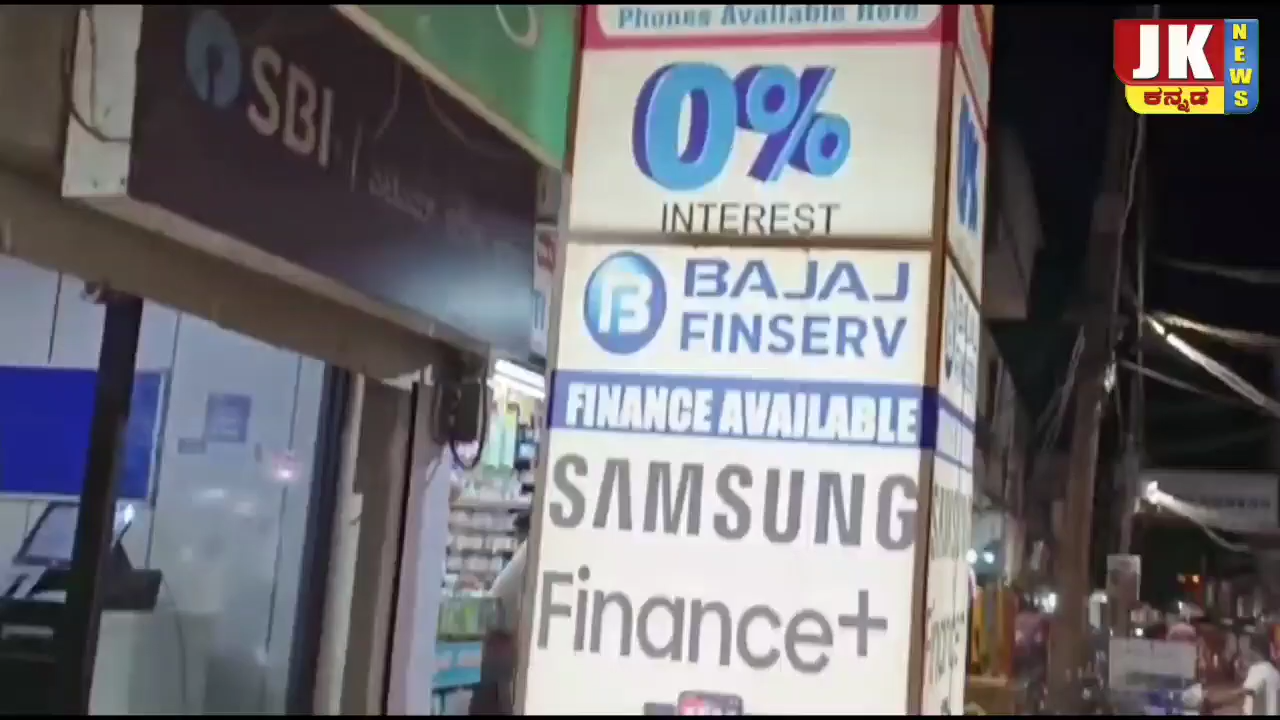 Phones Available Here
0%
INTEREST
BAJAJ
FINSERV
FINANCE AVAILABLE
SAMSUNG
Finance+
SBI
JK
ಕನ್ನಡ
NEWS